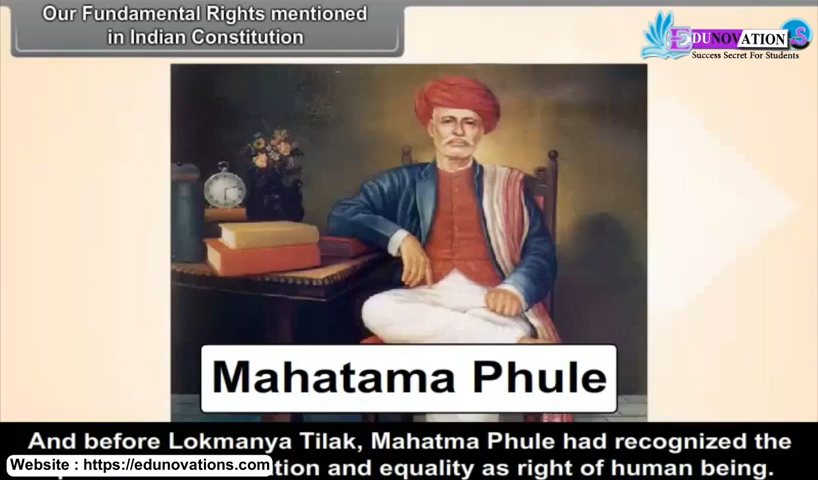 Our Fundamental Rights mentioned
in Indian Constitution
EDUNOVATIONS
Success Secret For Students
Mahatama Phule
And before Lokmanya Tilak, Mahatma Phule had recognized the
Website : https://edunovations.com
and equality as right of human being.